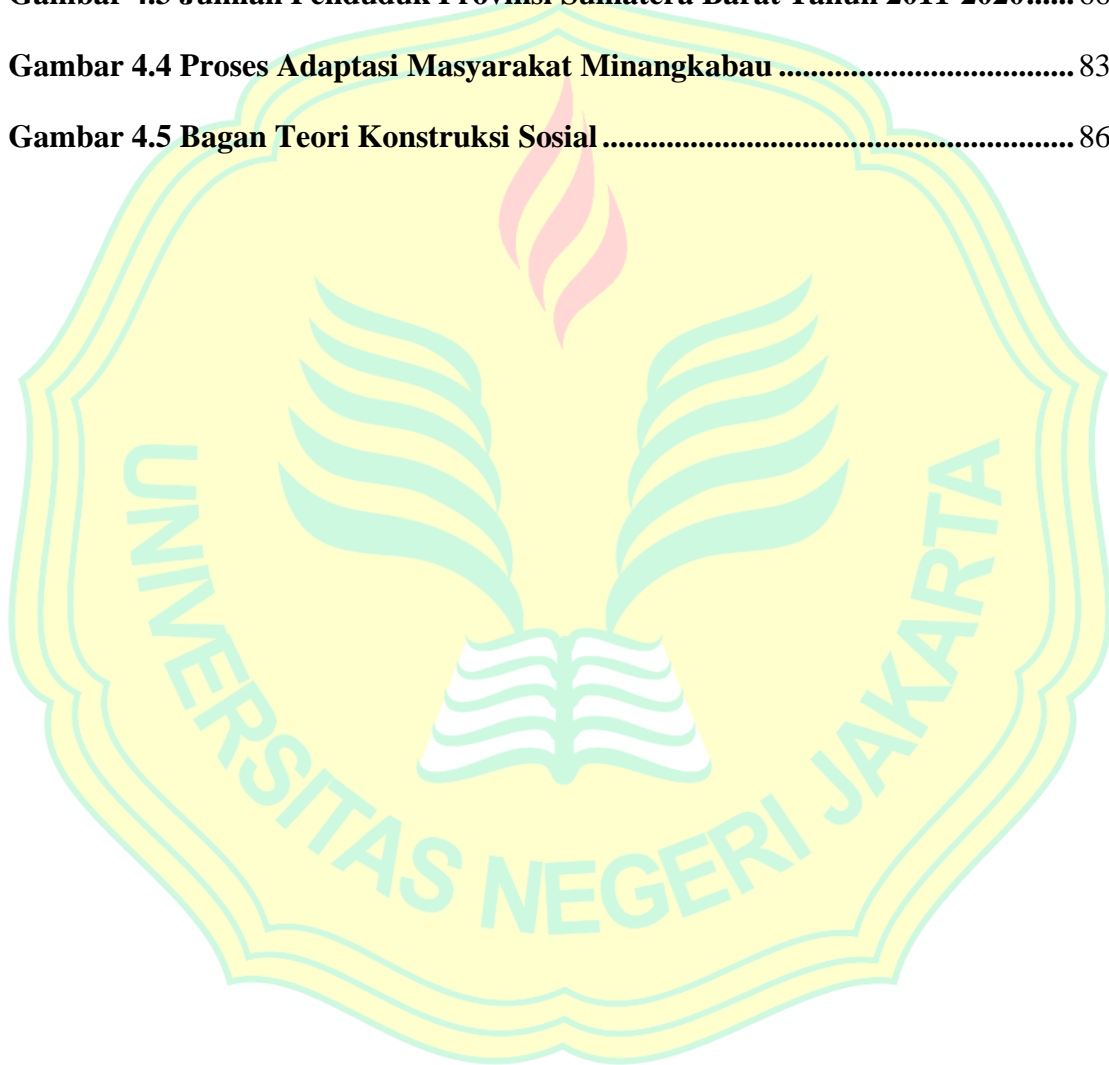 Gambar 4.3 Jumlah Penduduk Provinsi Sumatera Barat Tahun 2011-2020......
Gambar 4.4 Proses Adaptasi Masyarakat Minangkabau ..................................... 83
Gambar 4.5 Bagan Teori Konstruksi Sosial ........................................................... 86
UNIVERSITAS NEGERI JAKARTA